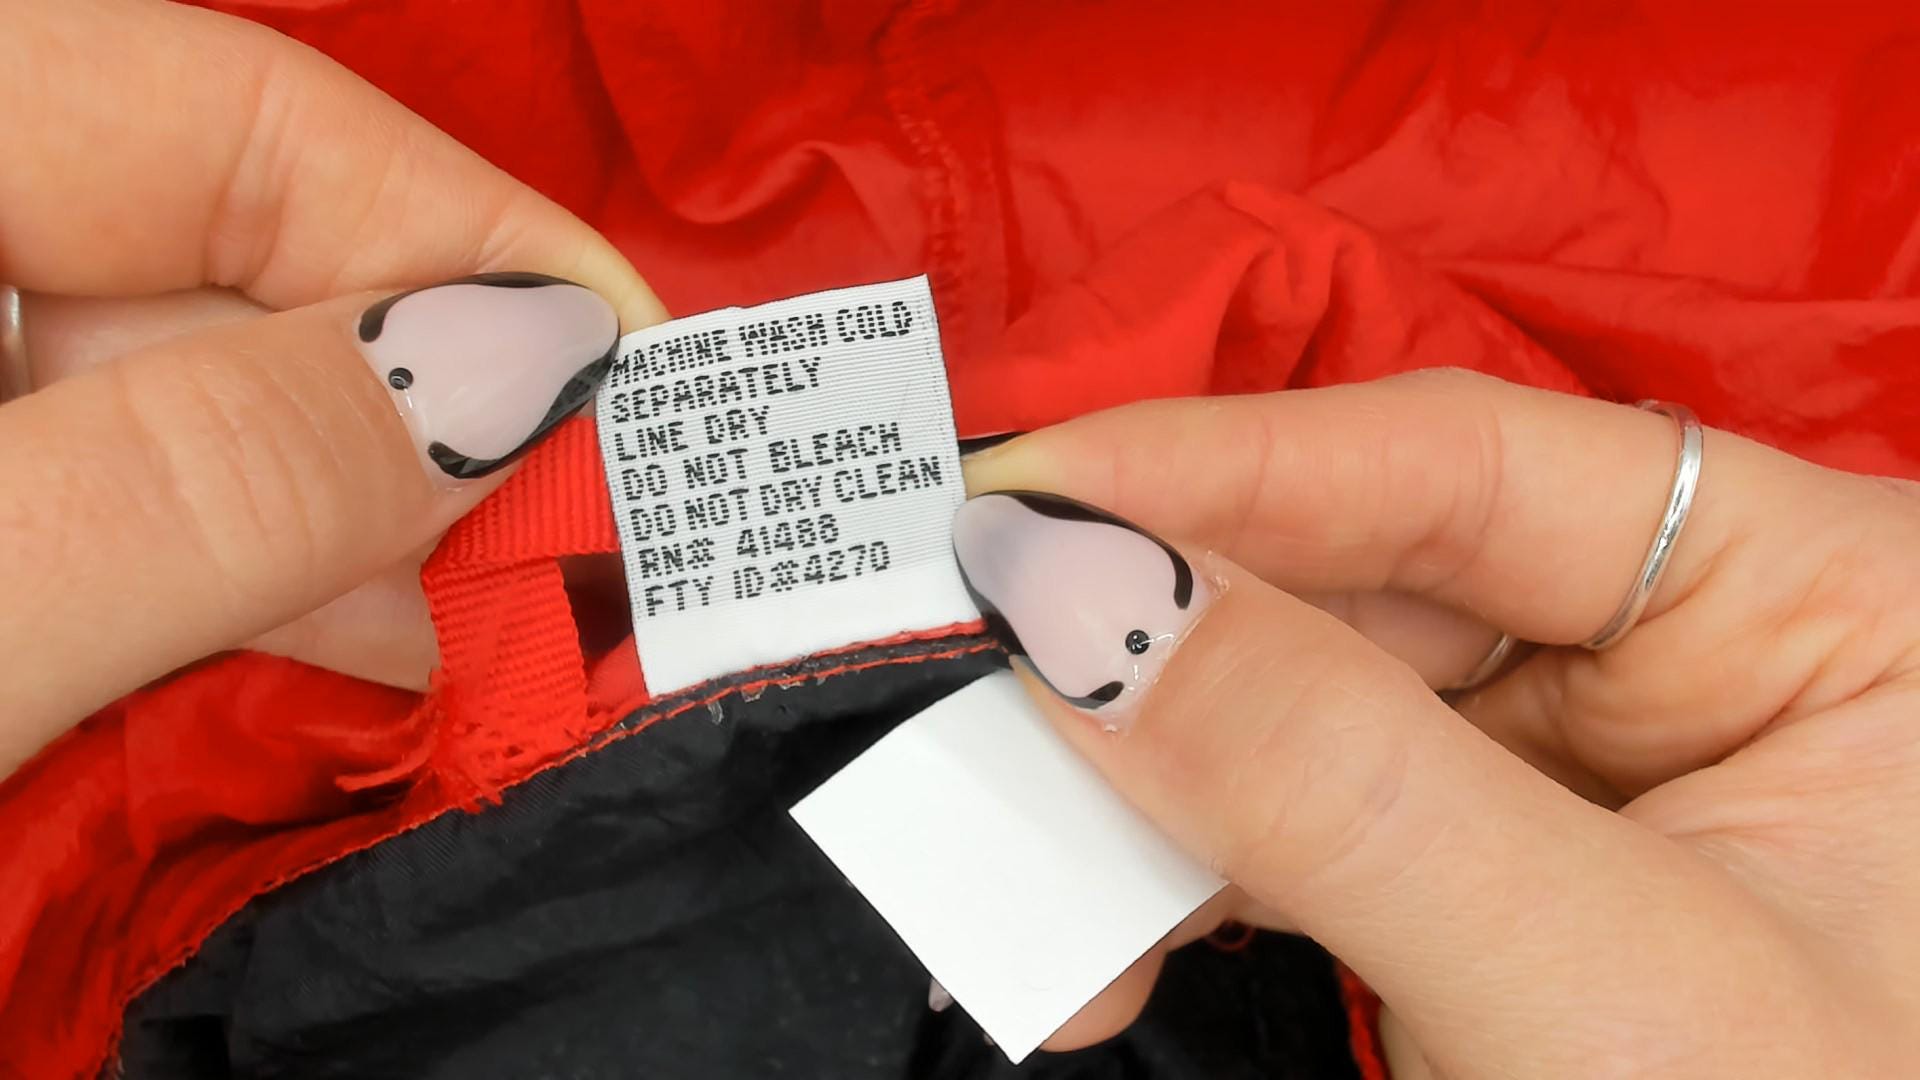 MACHINE WASH COLD
SEPARATELY
LINE DRY
DO NOT BLEACH
DO NOT DRY CLEAN
RN# 41488
FTY ID#4270